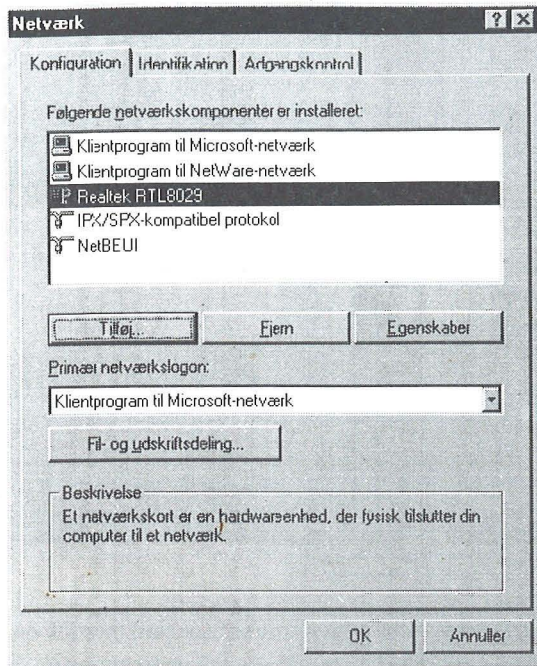 Netværk
Konfiguration
Identifikation
Adgangskontrol
Følgende netværkskomponenter er installeret:
Klientprogram til Microsoft-netværk
Klientprogram til NetWare-netværk
Realtek RTL8029
IPX/SPX-kompatibel protokol
NetBEUI
Tilføj...
Fjern
Egenskaber
Primær netværkslogon:
Klientprogram til Microsoft-netværk
Fil- og udskriftsdeling...
Beskrivelse
Et netværkskort er en hardwareenhed, der fysisk tilslutter din
computer til et netværk.
OK
Annuller